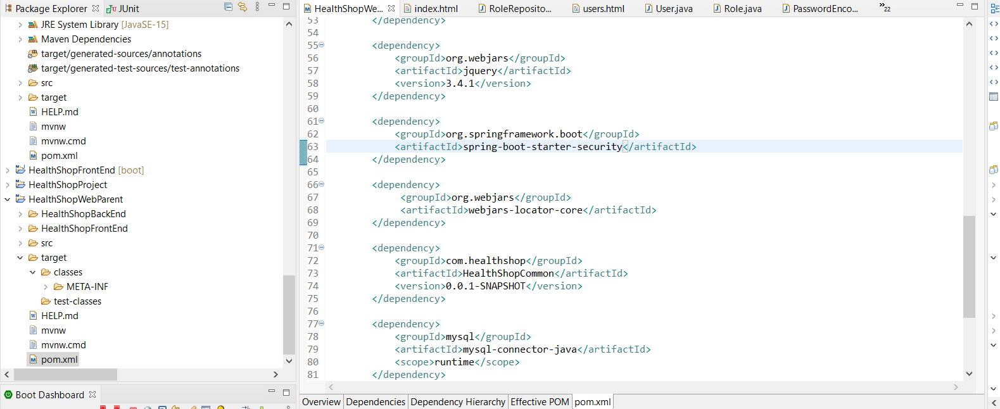 Package Explorer
JUnit
JRE System Library [JavaSE-15]
Maven Dependencies
target/generated-sources/annotations
target/generated-test-sources/test-annotations
src
target
HELP.md
mvnw
mvnw.cmd
pom.xml
HealthShopFrontEnd [boot]
HealthShopProject
HealthShopWebParent
HealthShopBackEnd
HealthShopFrontEnd
src
target
classes
META-INF
test-classes
HELP.md
mvnw
mvnw.cmd
pom.xml
Boot Dashboard
HealthShopWe...
index.html
RoleReposito...
users.html
User.java
Role.java
PasswordEnco...
22
53 </dependency>
54
55 <dependency>
56 <groupId>org.webjars</groupId>
57 <artifactId>jquery</artifactId>
58 <version>3.4.1</version>
59 </dependency>
60
61 <dependency>
62 <groupId>org.springframework.boot</groupId>
63 <artifactId>spring-boot-starter-security</artifactId>
64 </dependency>
65
66 <dependency>
67 <groupId>org.webjars</groupId>
68 <artifactId>webjars-locator-core</artifactId>
69 </dependency>
70
71 <dependency>
72 <groupId>com.healthshop</groupId>
73 <artifactId>HealthShopCommon</artifactId>
74 <version>0.0.1-SNAPSHOT</version>
75 </dependency>
76
77 <dependency>
78 <groupId>mysql</groupId>
79 <artifactId>mysql-connector-java</artifactId>
80 <scope>runtime</scope>
81 </dependency>
Overview
Dependencies
Dependency Hierarchy
Effective POM
pom.xml